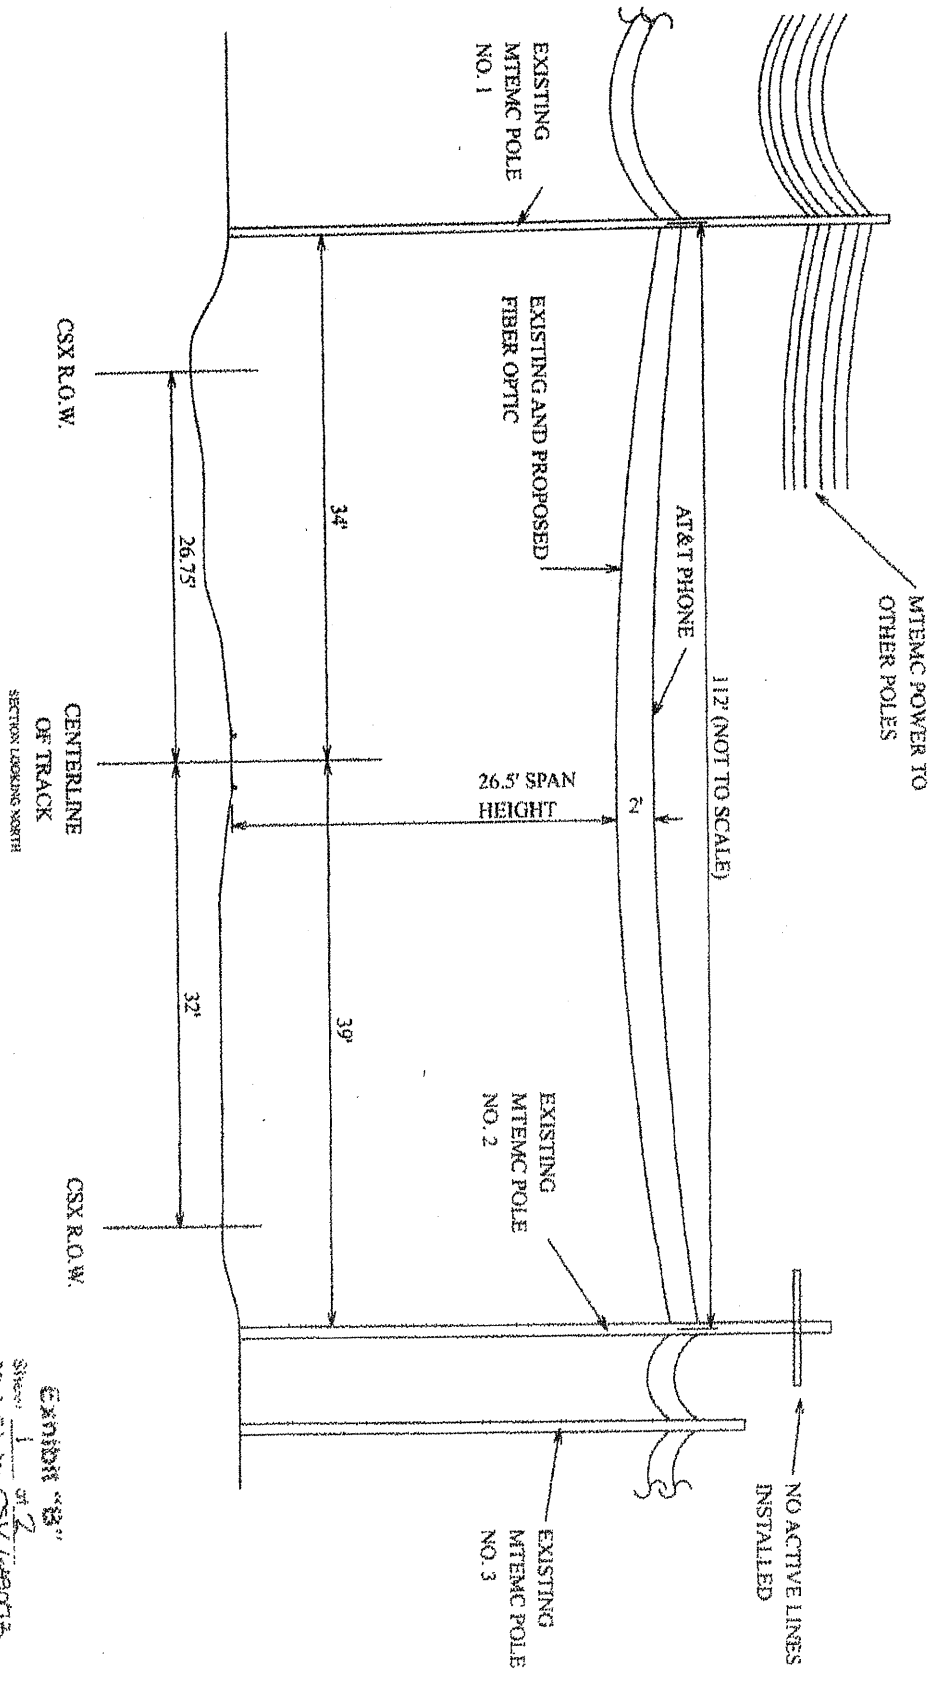 MTEMC POWER TO
OTHER POLES
NO ACTIVE LINES
INSTALLED
112' (NOT TO SCALE)
AT&T PHONE
2'
EXISTING
MTEMC POLE
NO. 1
EXISTING AND PROPOSED
FIBER OPTIC
26.5' SPAN
HEIGHT
EXISTING
MTEMC POLE
NO. 2
EXISTING
MTEMC POLE
NO. 3
34'
39'
26.75'
32'
CSX R.O.W.
CENTERLINE
OF TRACK
SECTION LOOKING NORTH
CSX R.O.W.
Exhibit "B"
Sheet 1 of 2